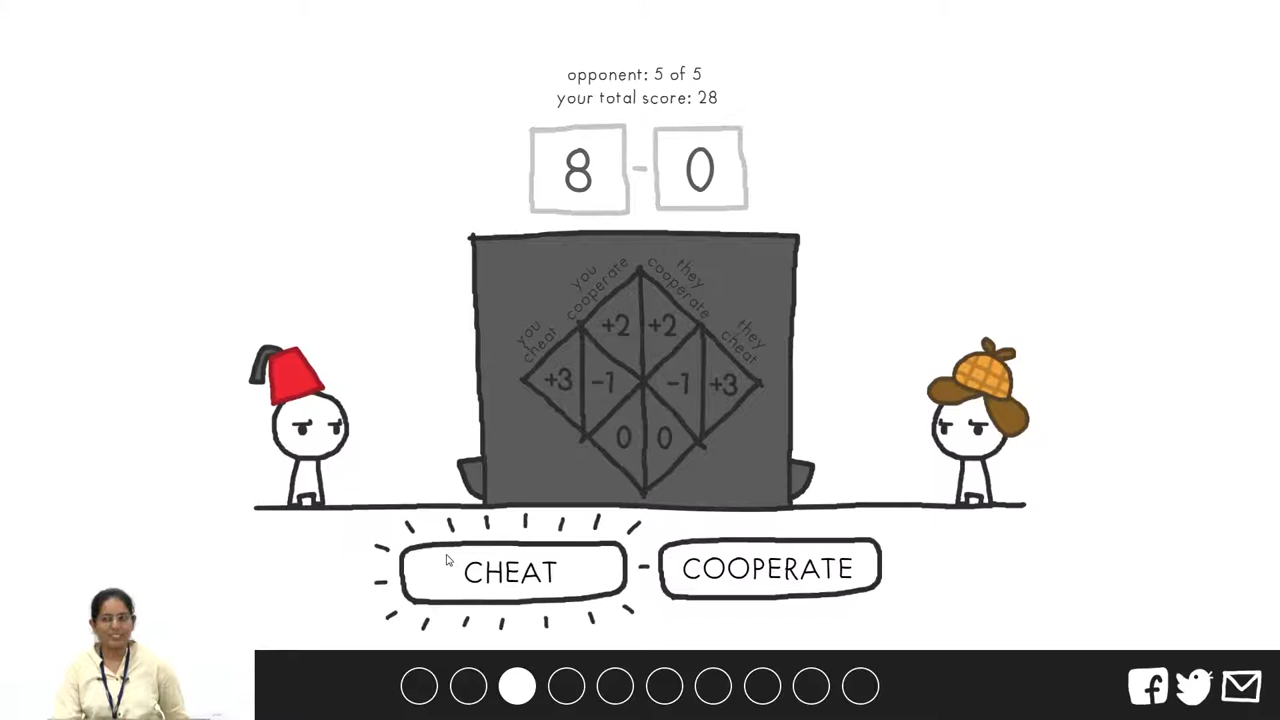 opponent: 5 of 5
your total score: 28
8 - 0
you cooperate
they cooperate
you cheat
they cheat
+2 +2
+3 -1 -1 +3
0 0
CHEAT - COOPERATE